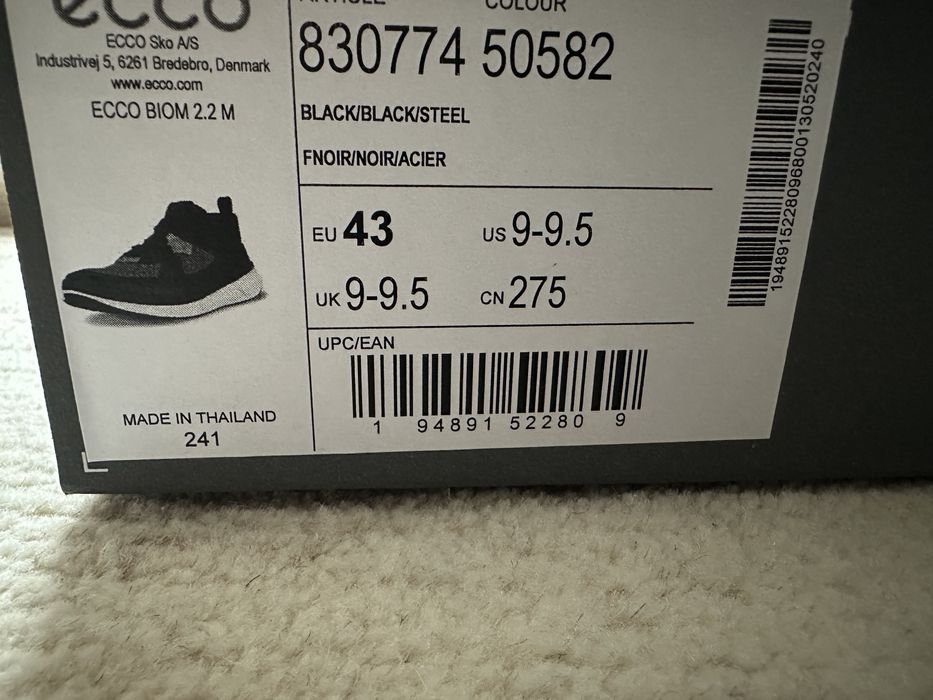 ecco
ECCO Sko A/S
Industrivej 5, 6261 Bredebro, Denmark
www.ecco.com
ECCO BIOM 2.2 M
MADE IN THAILAND
241
ARTICLE COLOUR
830774 50582
BLACK/BLACK/STEEL
FNOIR/NOIR/ACIER
EU 43 US 9-9.5
UK 9-9.5 CN 275
UPC/EAN
1 94891 52280 9
1948915228096800130520240